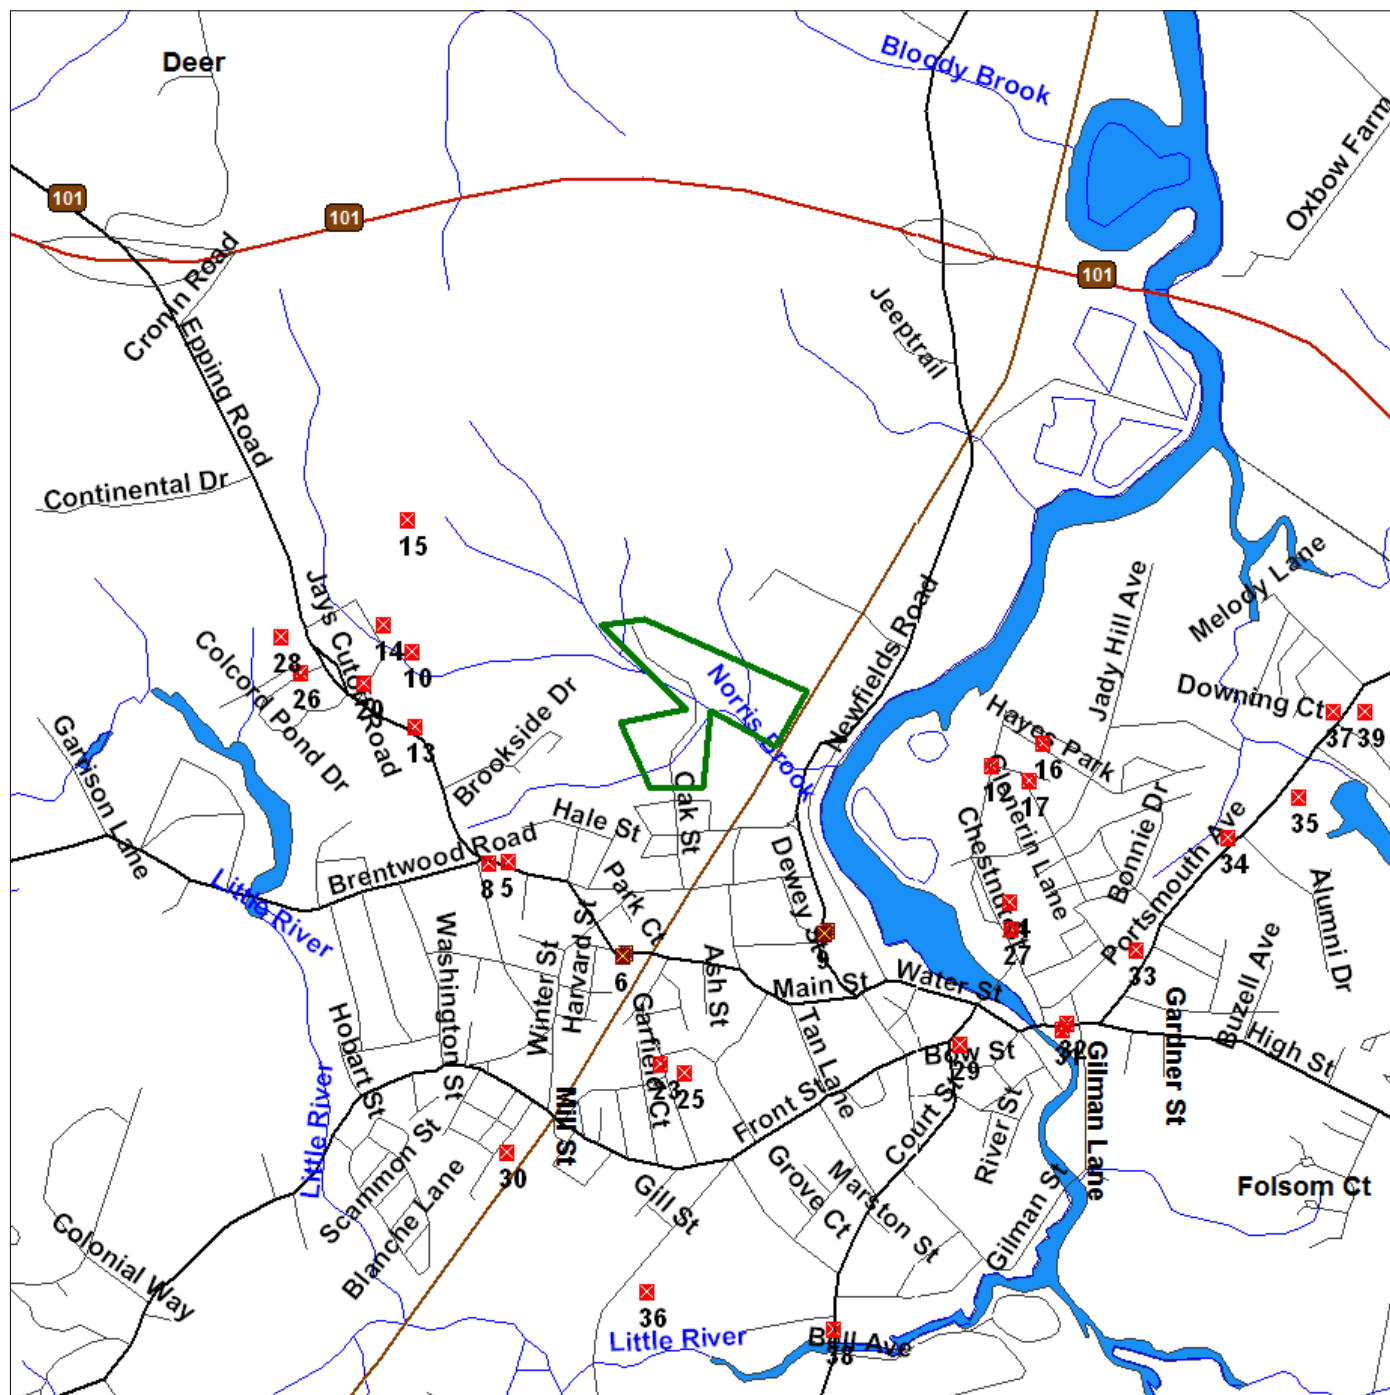 Deer
Bloody Brook
Oxbow Farm
101
101
101
Cronin Road
Epping Road
Jeeptrail
Continental Dr
15
Melody Lane
Jays Cutoff Road
Jady Hill Ave
Newfields Road
14
28
10
26
Colcord Pond Dr
Norris Brook
Downing Ct
Hayes Park
37
39
13
Garrison Lane
Brookside Dr
16
12
17
Glenerin Lane
Oak St
35
Hale St
Chestnut St
Bonnie Dr
Portsmouth Ave
34
Brentwood Road
8
5
Park Ct
Dewey St
Alumni Dr
Little River
Washington St
Harvard St
Winter St
9
27
33
Buzell Ave
6
Ash St
Main St
Water St
Gardner St
High St
Hobart St
Garfield Ct
Tan Lane
Bow St
29
32
31
Gilman Lane
25
Little River
Mill St
Front St
Court St
River St
Scammon St
30
Blanche Lane
Gill St
Grove Ct
Marston St
Gilman St
Folsom Ct
Colonial Way
36
Little River
Bell Ave
38